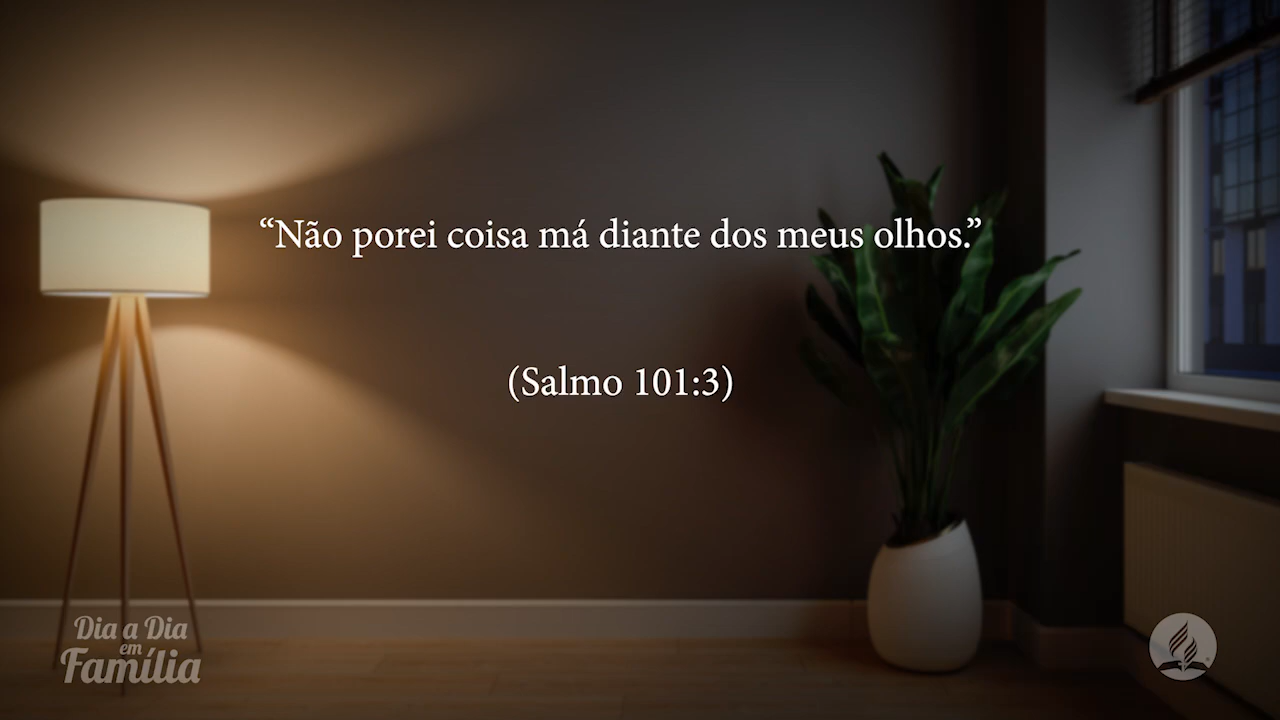 “Não porei coisa má diante dos meus olhos.”
(Salmo 101:3)
Dia a Dia
em
Família